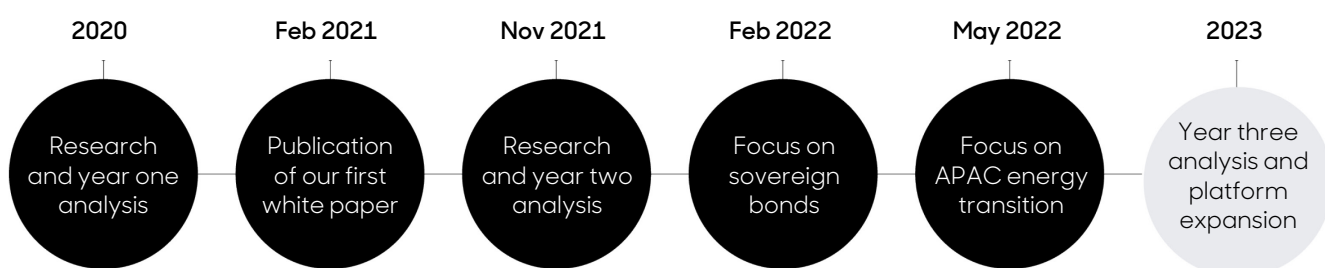 2020
Research
and year one
analysis
Feb 2021
Publication
of our first
white paper
Nov 2021
Research
and year two
analysis
Feb 2022
Focus on
sovereign
bonds
May 2022
Focus on
APAC energy
transition
2023
Year three
analysis and
platform
expansion